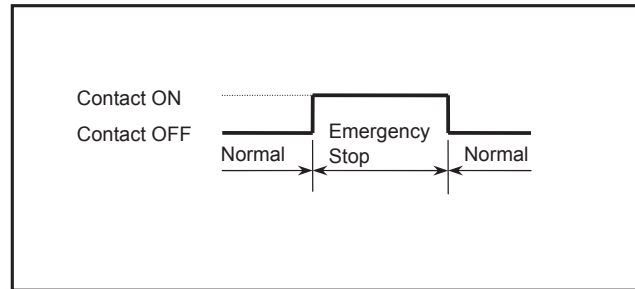 Contact ON
Contact OFF
Emergency
Normal Stop Normal